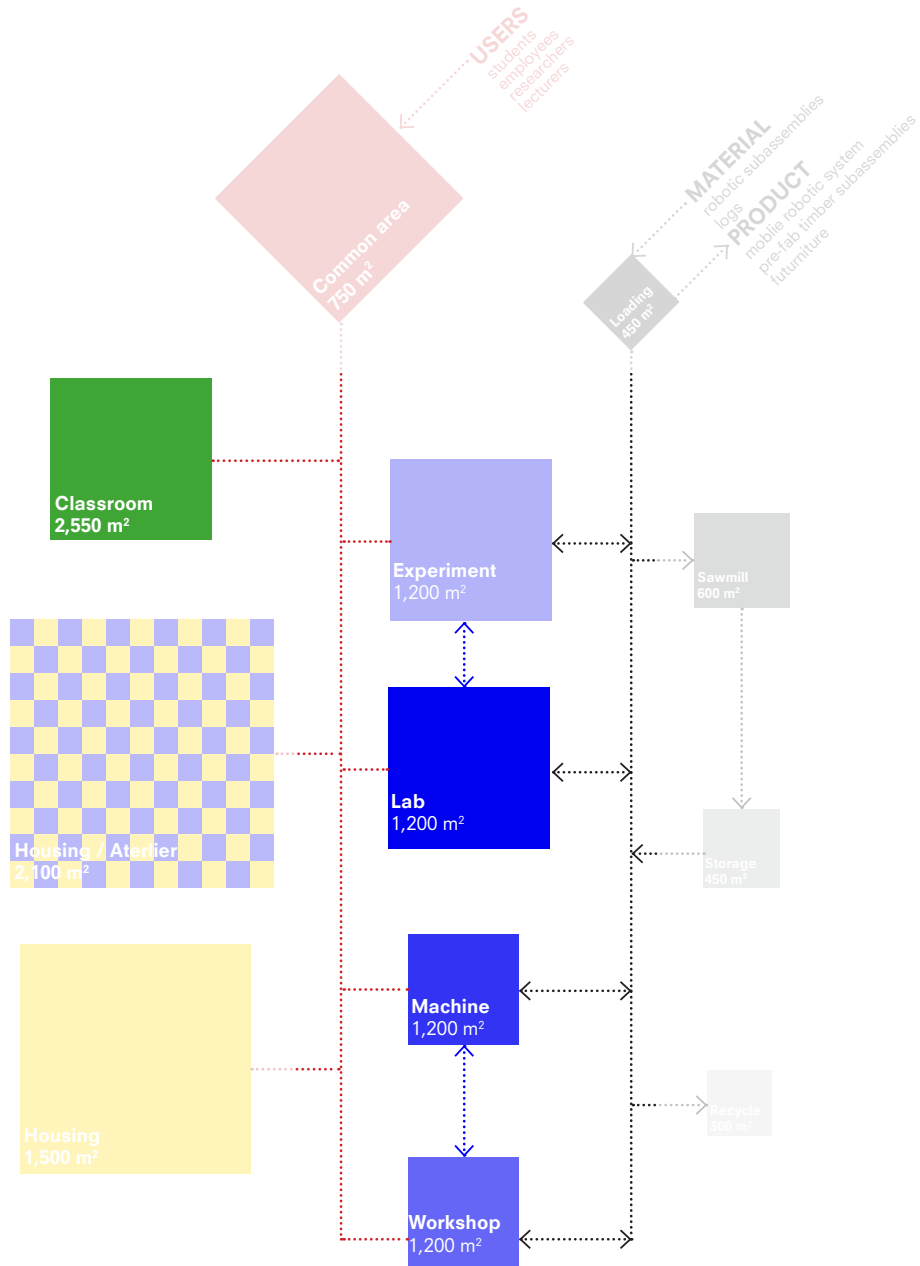 USERS
students
employees
researchers
lecturers
MATERIAL
robotic subassemblies
logs
PRODUCT
moblie robotic system
pre-fab timber subassemblies
futurniture
Common area
750 m²
Loading
450 m²
Classroom
2,550 m²
Experiment
1,200 m²
Sawmill
600 m²
Housing / Aterlier
2,100 m²
Lab
1,200 m²
Storage
450 m²
Machine
1,200 m²
Recycle
300 m²
Housing
1,500 m²
Workshop
1,200 m²